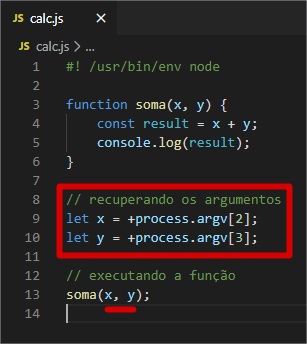 JS calc.js ×
JS calc.js > ...
1 #! /usr/bin/env node
2
3 function soma(x, y) {
4 const result = x + y;
5 console.log(result);
6 }
7
8 // recuperando os argumentos
9 let x = +process.argv[2];
10 let y = +process.argv[3];
11
12 // executando a função
13 soma(x, y);
14